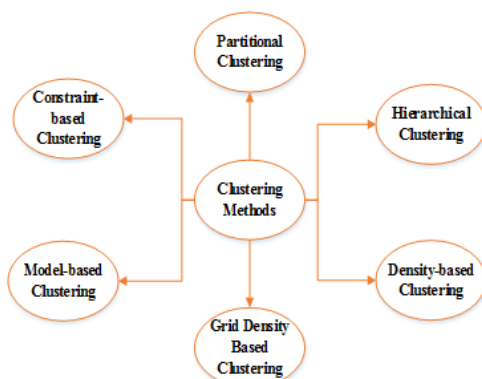 Partitional
Clustering
Constraint-
based
Clustering
Hierarchical
Clustering
Clustering
Methods
Model-based
Clustering
Density-based
Clustering
Grid Density
Based
Clustering